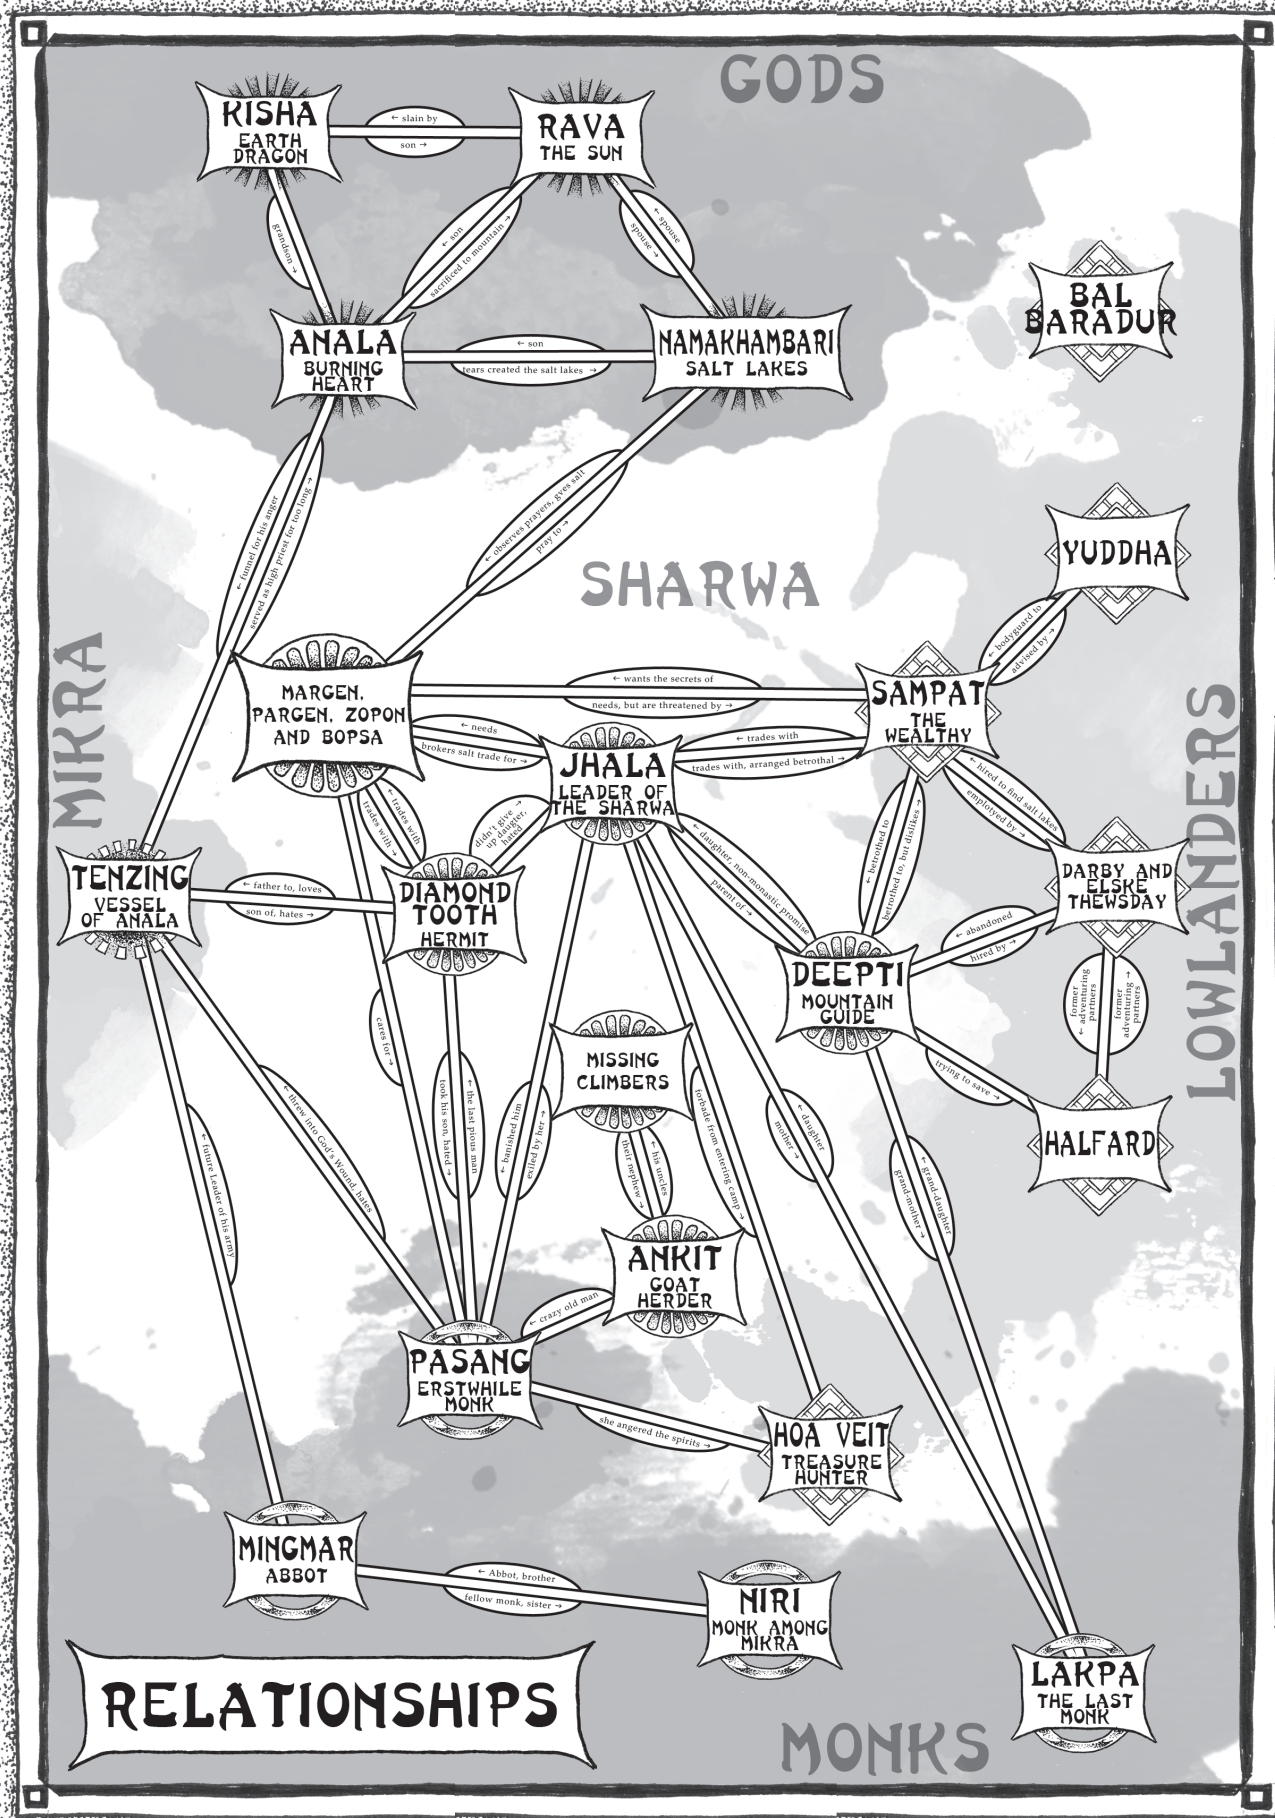 GODS
KISHA
EARTH
DRAGON
← slain by
son →
RAVA
THE SUN
grandson →
← son
sacrificed to mountain →
← spouse
spouse →
BAL
BARADUR
ANALA
BURNING
HEART
← son
tears created the salt lakes →
NAMAKHAMBARI
SALT LAKES
← funnel for his anger
served as high priest for too long →
← observes prayers, gves salt
pray to →
YUDDHA
SHARWA
← bodyguard to
advised by →
MIKRA
MARGEN,
PARGEN, ZOPON
AND BOPSA
← wants the secrets of
needs, but are threatened by →
SAMPAT
THE
WEALTHY
LOWLANDERS
← needs
brokers salt trade for →
JHALA
LEADER OF
THE SHARWA
← trades with
trades with, arranged betrothal →
← trades with
trades with →
didn't give →
up daugter,
hated
← hired to find salt lakes
emplotyed by →
← betrothed to
betrothed to, but dislikes →
← daughter, non-monastic promise
parent of →
TENZING
VESSEL
OF ANALA
← father to, loves
son of, hates →
DIAMOND
TOOTH
HERMIT
DARBY AND
ELSKE
THEWSDAY
← abandoned
hired by →
DEEPTI
MOUNTAIN
GUIDE
← former
adventuring
partners
former
adventuring →
partners
cares for →
MISSING
CLIMBERS
trying to save →
← threw into God's Wound, hates
took his son, hated →
← the last pious man
← banished him
exiled by her →
forbade from entering camp →
← daughter
mother →
HALFARD
← future Leader of his army
their nephew →
← his uncles
← grand-daughter
grand-mother →
ANKIT
GOAT
HERDER
← crazy old man
PASANG
ERSTWHILE
MONK
she angered the spirits →
HOA VEIT
TREASURE
HUNTER
MINGMAR
ABBOT
← Abbot, brother
fellow monk, sister →
NIRI
MONK AMONG
MIKRA
LAKPA
THE LAST
MONK
RELATIONSHIPS
MONKS